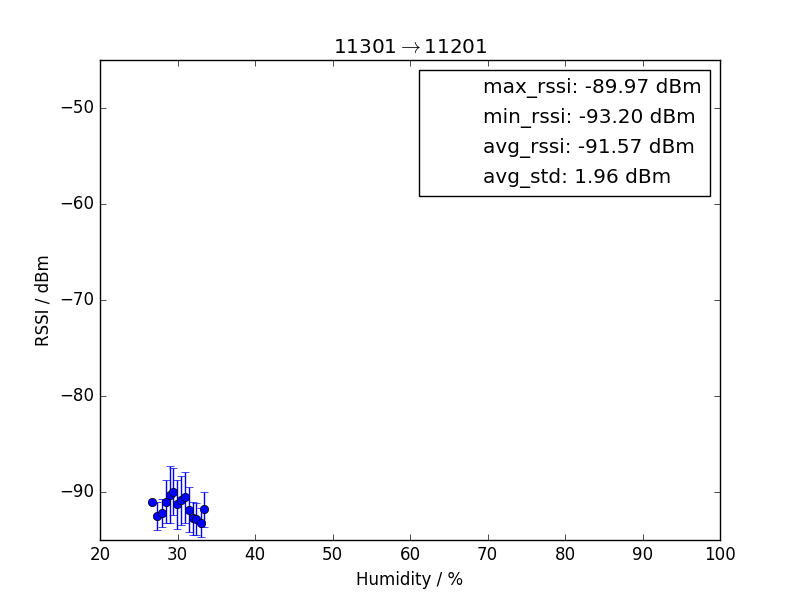 11301→11201
max_rssi: -89.97 dBm
min_rssi: -93.20 dBm
avg_rssi: -91.57 dBm
avg_std: 1.96 dBm
RSSI / dBm
−50
−60
−70
−80
−90
20 30 40 50 60 70 80 90 100
Humidity / %